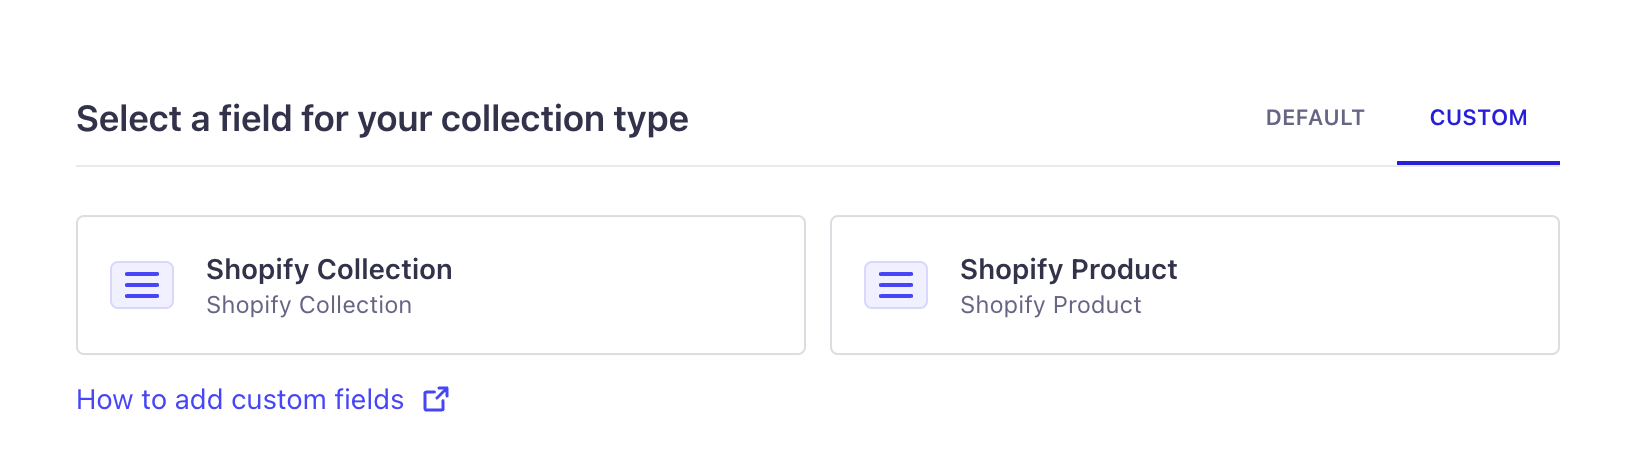 Select a field for your collection type
DEFAULT
CUSTOM
Shopify Collection
Shopify Collection
Shopify Product
Shopify Product
How to add custom fields